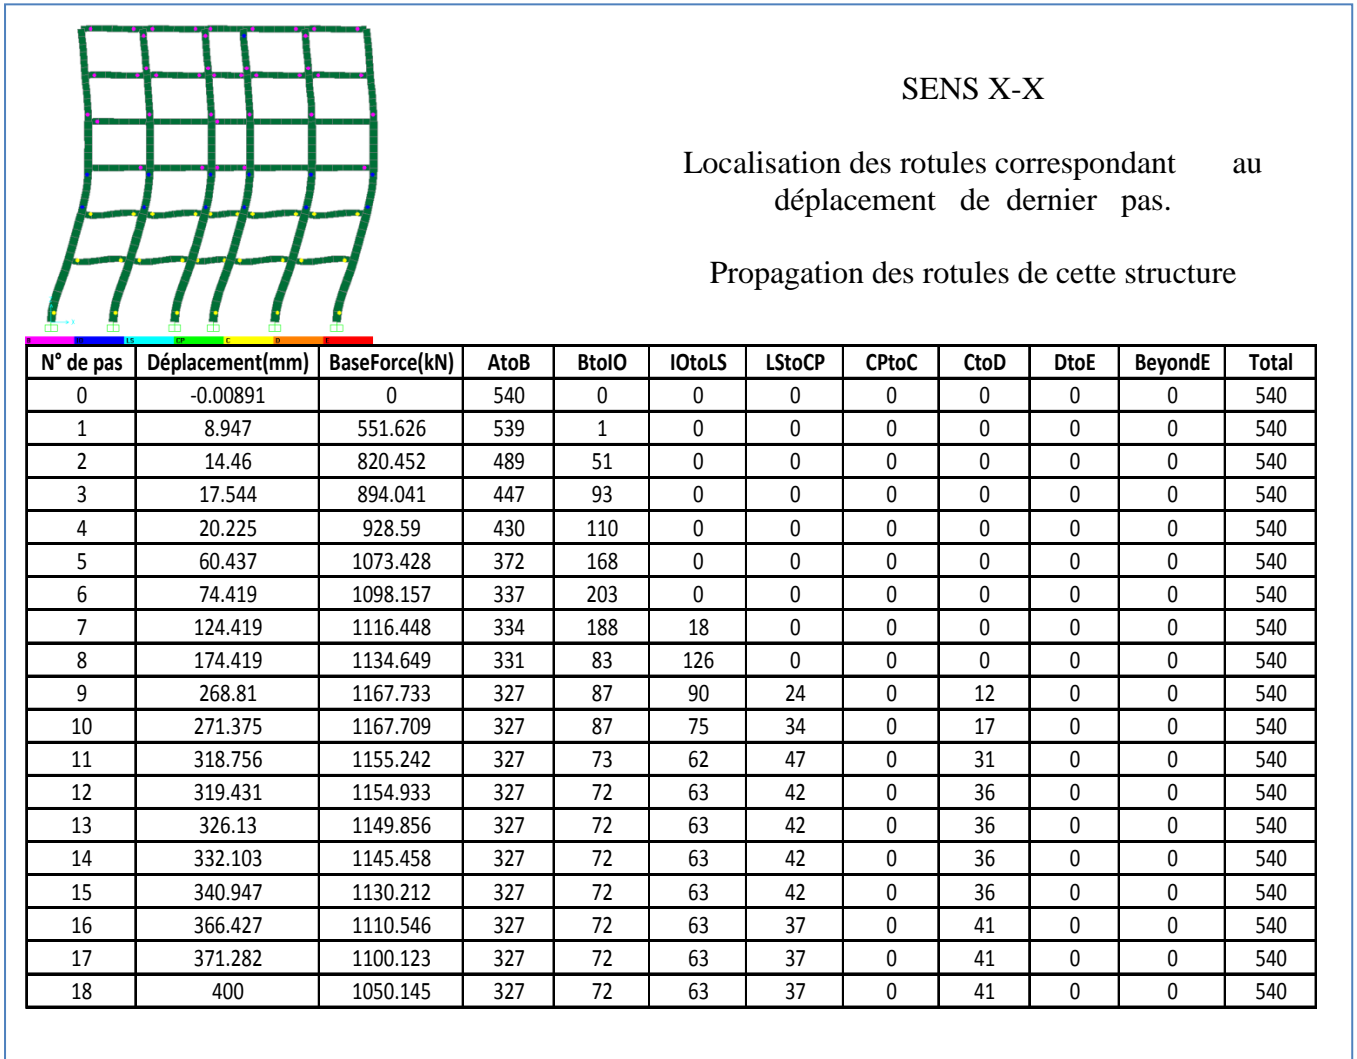 SENS X-X
Localisation des rotules correspondant au
déplacement de dernier pas.
Propagation des rotules de cette structure
B LS CP C D E
N° de pas Déplacement(mm) BaseForce(kN) AtoB BtoIO IOtoLS LStoCP CPtoC CtoD DtoE BeyondE Total
0 -0.00891 0 540 0 0 0 0 0 0 0 540
1 8.947 551.626 539 1 0 0 0 0 0 0 540
2 14.46 820.452 489 51 0 0 0 0 0 0 540
3 17.544 894.041 447 93 0 0 0 0 0 0 540
4 20.225 928.59 430 110 0 0 0 0 0 0 540
5 60.437 1073.428 372 168 0 0 0 0 0 0 540
6 74.419 1098.157 337 203 0 0 0 0 0 0 540
7 124.419 1116.448 334 188 18 0 0 0 0 0 540
8 174.419 1134.649 331 83 126 0 0 0 0 0 540
9 268.81 1167.733 327 87 90 24 0 12 0 0 540
10 271.375 1167.709 327 87 75 34 0 17 0 0 540
11 318.756 1155.242 327 73 62 47 0 31 0 0 540
12 319.431 1154.933 327 72 63 42 0 36 0 0 540
13 326.13 1149.856 327 72 63 42 0 36 0 0 540
14 332.103 1145.458 327 72 63 42 0 36 0 0 540
15 340.947 1130.212 327 72 63 42 0 36 0 0 540
16 366.427 1110.546 327 72 63 37 0 41 0 0 540
17 371.282 1100.123 327 72 63 37 0 41 0 0 540
18 400 1050.145 327 72 63 37 0 41 0 0 540